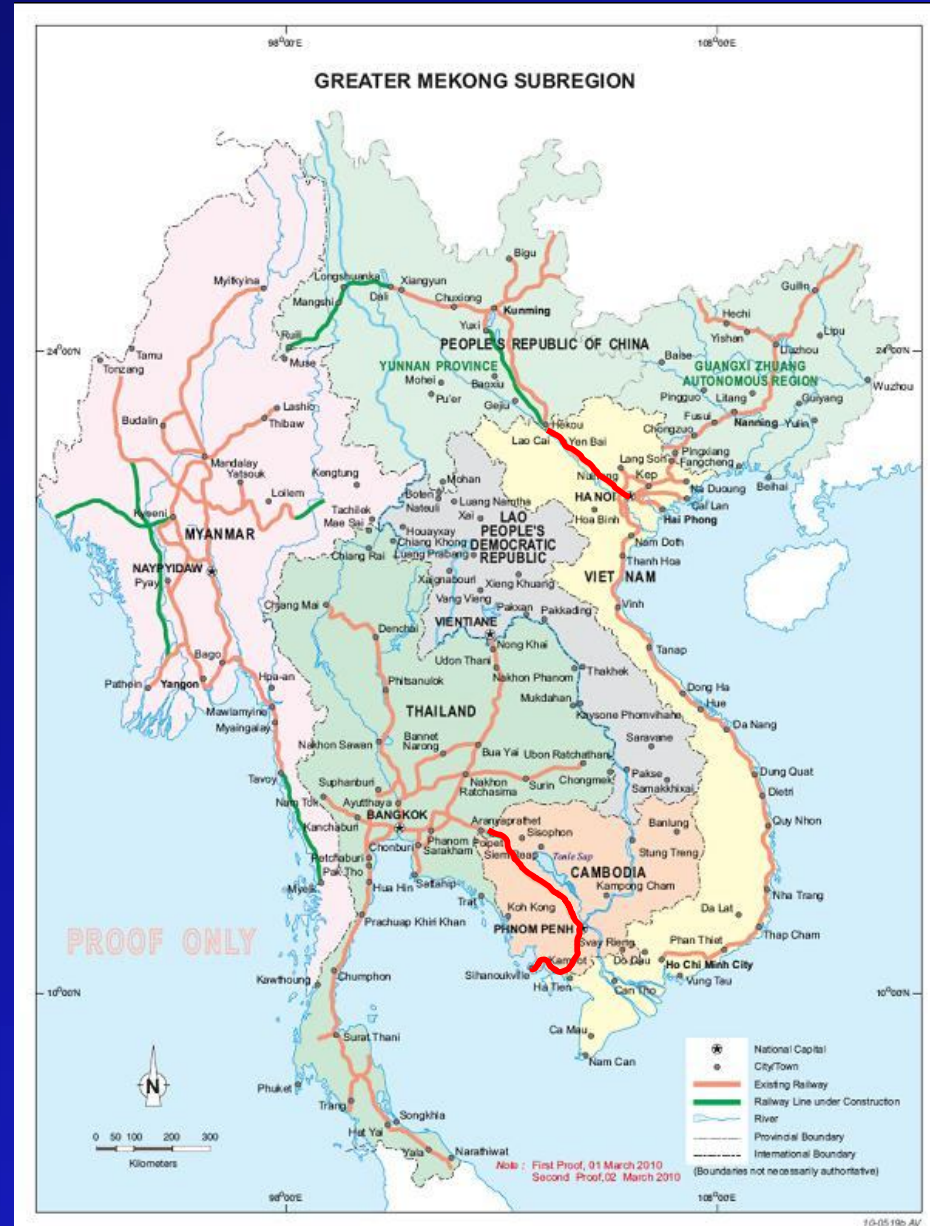 98°00'E
108°00'E
GREATER MEKONG SUBREGION
Bigu
Myitkyina
Longshuanka
Xiangyun
Guilin
Mangshi
Dali
Chuxiong
Kunming
Yuxi
Hechi
Lipu
PEOPLE'S REPUBLIC OF CHINA
Yishan
Liazhou
24°00'N
Tamu
Ruili
24°00'N
Tonzang
Muse
YUNNAN PROVINCE
Baise
GUANGXI ZHUANG
AUTONOMOUS REGION
Mohei
Baoxiu
Wuzhou
Pu'er
Pingguo
Litang
Guiyang
Lashio
Gejiu
Fusui
Budalin
Thibaw
Hekou
Chongzuo
Nanning
Yulin
Lao Cai
Yen Bai
Pingxiang
Mandalay
Lang Son
Fangcheng
Yatsouk
Kengtung
Mohan
Kep
Na Duoung
Beihai
Loilem
Boten
Luang Namtha
HA NOI
Cai Lan
Nateuli
Tachilek
Xai
Hoa Binh
Hai Phong
Kyaeni
Mae Sai
Houayxay
LAO
PEOPLE'S
DEMOCRATIC
REPUBLIC
MYANMAR
Chiang Khong
Nam Doth
Chiang Rai
Luang Prabang
Thanh Hoa
NAYPYIDAW
Xaignabouri
Xieng Khuang
VIET NAM
Pyay
Vang Vieng
Chiang Mai
Pakxan
Pakkading
Vinh
VIENTIANE
Denchai
Nong Khai
Tanap
Bago
Udon Thani
Thakhek
Pathein
Yangon
Hpa-an
Phitsanulok
Nakhon Phanom
Dong Ha
Mawlamyine
Mukdahan
Hue
Myaingalay
THAILAND
Kaysone Phomvihane
Da Nang
Nakhon Sawan
Bannet
Narong
Saravane
Bua Yai
Ubon Ratchathani
Tavoy
Suphanburi
Pakse
Dung Quat
Nam Tok
Nakhon
Ratchasima
Surin
Chongmek
Samakkhixai
Dietri
Ayutthaya
BANGKOK
Kanchaburi
Aranyaprathet
Banlung
Quy Nhon
Chonburi
Phanom
Sarakham
Poipet
Sisophon
Petchaburi
Siem Reap
Tonle Sap
Stung Treng
Pak Tho
CAMBODIA
Myeik
Hua Hin
Sattahip
Kampong Cham
Nha Trang
Trat
Koh Kong
Da Lat
Prachuap Khiri Khan
PHNOM PENH
PROOF ONLY
Svay Rieng
Phan Thiet
Thap Cham
Sihanoukville
Kampot
Go Dau
Ho Chi Minh City
Kawthoung
Chumphon
Ha Tien
Can Tho
Vung Tau
10°00'N
10°00'N
Ca Mau
Surat Thani
Nam Can
National Capital
City/Town
N
Existing Railway
Phuket
Trang
Railway Line under Construction
Songkhla
River
Hat Yai
Provincial Boundary
0 50 100 200 300
Yala
Narathiwat
International Boundary
Kilometers
Note : First Proof, 01 March 2010
Second Proof,02 March 2010
(Boundaries not necessarily authoritative)
98°00'E
108°00'E
10-0519b AV